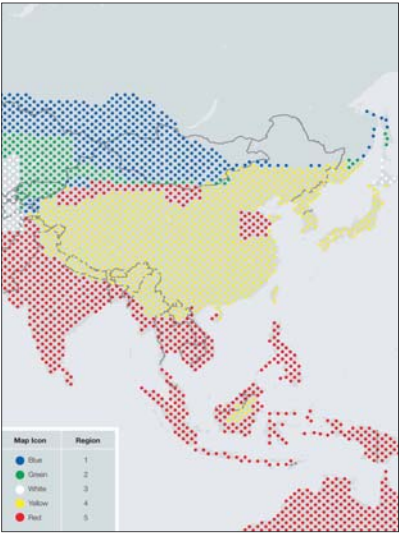 Map Icon Region
Blue 1
Green 2
White 3
Yellow 4
Red 5